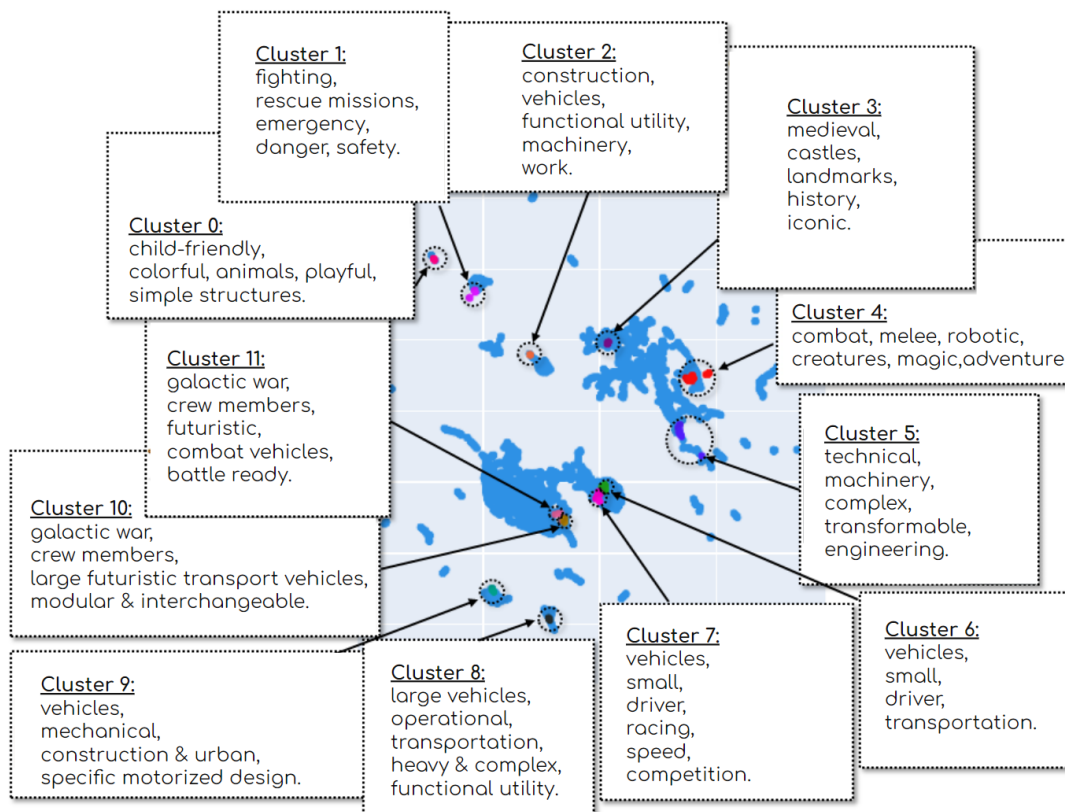 Cluster 1:
fighting,
rescue missions,
emergency,
danger, safety.
Cluster 2:
construction,
vehicles,
functional utility,
machinery,
work.
Cluster 3:
medieval,
castles,
landmarks,
history,
iconic.
Cluster 0:
child-friendly,
colorful, animals, playful,
simple structures.
Cluster 4:
combat, melee, robotic,
creatures, magic,adventure
Cluster 11:
galactic war,
crew members,
futuristic,
combat vehicles,
battle ready.
Cluster 5:
technical,
machinery,
complex,
transformable,
engineering.
Cluster 10:
galactic war,
crew members,
large futuristic transport vehicles,
modular & interchangeable.
Cluster 9:
vehicles,
mechanical,
construction & urban,
specific motorized design.
Cluster 8:
large vehicles,
operational,
transportation,
heavy & complex,
functional utility.
Cluster 7:
vehicles,
small,
driver,
racing,
speed,
competition.
Cluster 6:
vehicles,
small,
driver,
transportation.